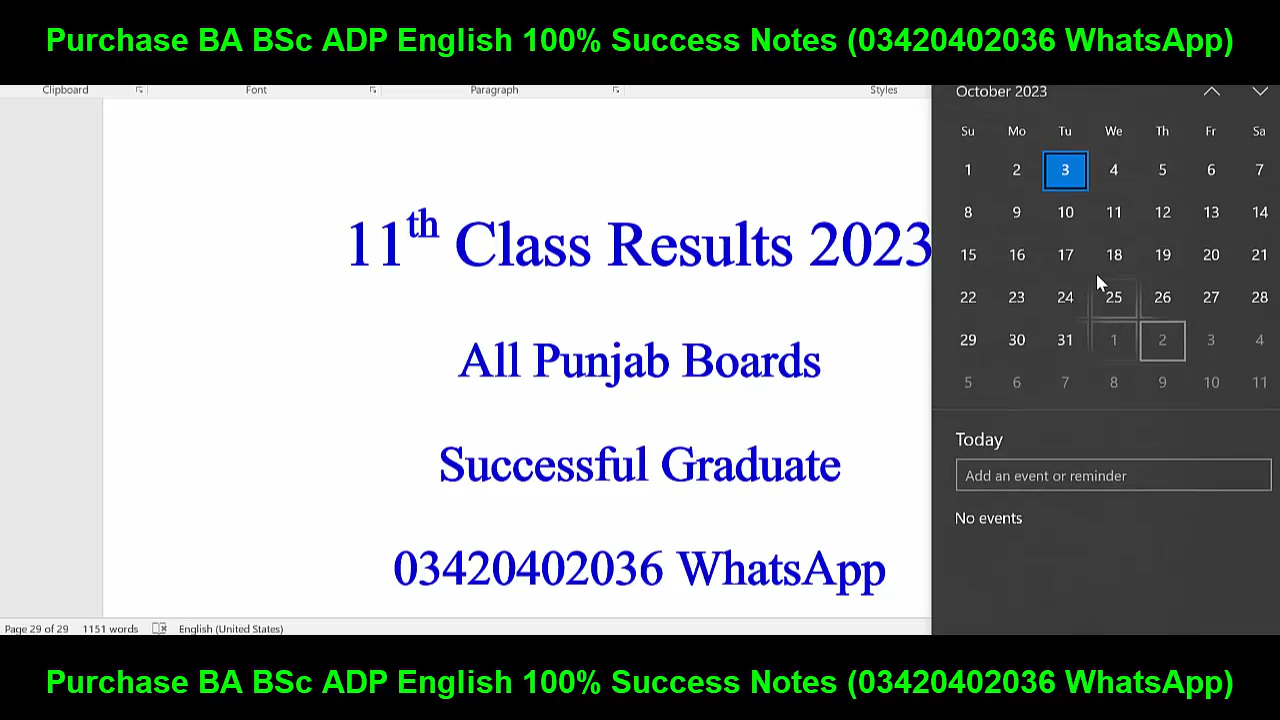 Purchase BA BSc ADP English 100% Success Notes (03420402036 WhatsApp)
Clipboard Font Paragraph Styles
11th Class Results 2023
All Punjab Boards
Successful Graduate
03420402036 WhatsApp
Page 29 of 29 1151 words English (United States)
October 2023
Su Mo Tu We Th Fr Sa
1 2 3 4 5 6 7
8 9 10 11 12 13 14
15 16 17 18 19 20 21
22 23 24 25 26 27 28
29 30 31 1 2 3 4
5 6 7 8 9 10 11
Today
Add an event or reminder
No events
Purchase BA BSc ADP English 100% Success Notes (03420402036 WhatsApp)